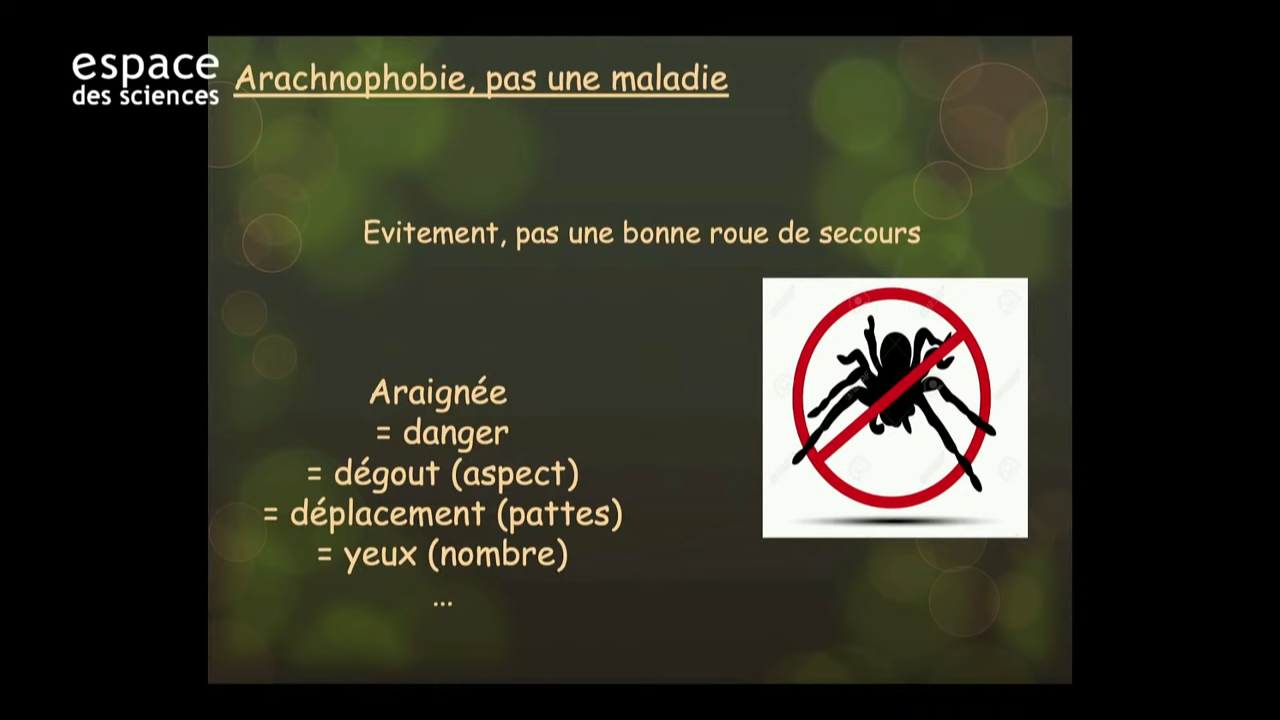 espace
des sciences
Arachnophobie, pas une maladie
Evitement, pas une bonne roue de secours
Araignée
= danger
= dégout (aspect)
= déplacement (pattes)
= yeux (nombre)
...